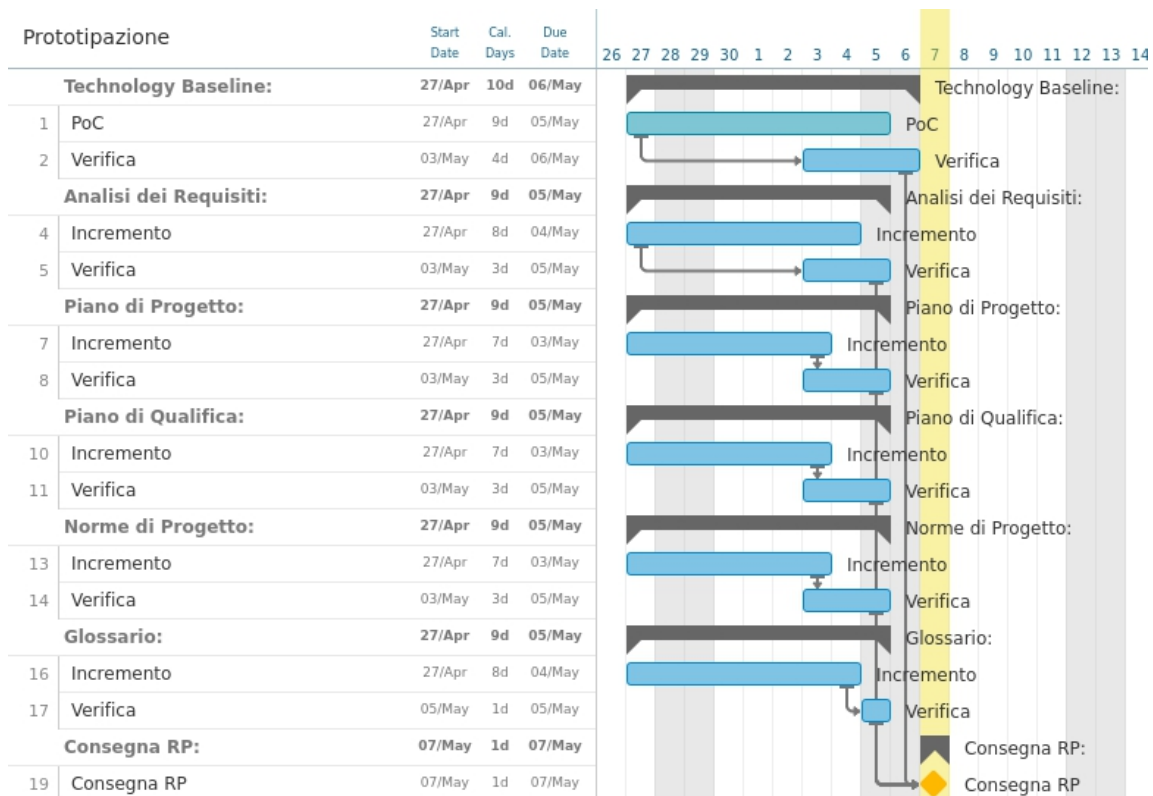 Prototipazione Start Date Cal. Days Due Date 26 27 28 29 30 1 2 3 4 5 6 7 8 9 10 11 12 13 14
Technology Baseline: 27/Apr 10d 06/May Technology Baseline:
1 PoC 27/Apr 9d 05/May PoC
2 Verifica 03/May 4d 06/May Verifica
Analisi dei Requisiti: 27/Apr 9d 05/May Analisi dei Requisiti:
4 Incremento 27/Apr 8d 04/May Incremento
5 Verifica 03/May 3d 05/May Verifica
Piano di Progetto: 27/Apr 9d 05/May Piano di Progetto:
7 Incremento 27/Apr 7d 03/May Incremento
8 Verifica 03/May 3d 05/May Verifica
Piano di Qualifica: 27/Apr 9d 05/May Piano di Qualifica:
10 Incremento 27/Apr 7d 03/May Incremento
11 Verifica 03/May 3d 05/May Verifica
Norme di Progetto: 27/Apr 9d 05/May Norme di Progetto:
13 Incremento 27/Apr 7d 03/May Incremento
14 Verifica 03/May 3d 05/May Verifica
Glossario: 27/Apr 9d 05/May Glossario:
16 Incremento 27/Apr 8d 04/May Incremento
17 Verifica 05/May 1d 05/May Verifica
Consegna RP: 07/May 1d 07/May Consegna RP:
19 Consegna RP 07/May 1d 07/May Consegna RP